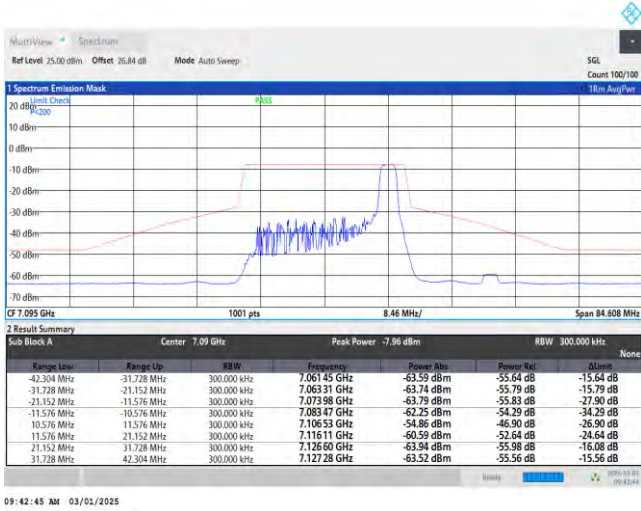 MultiView Spectrum
Ref Level 25.00 dBm Offset 26.84 dB Mode Auto Sweep SGL
Count 100/100
1 Spectrum Emission Mask 1Rm AvgPwr
Limit Check PASS
P<200
20 dBm
10 dBm
0 dBm
-10 dBm
-20 dBm
-30 dBm
-40 dBm
-50 dBm
-60 dBm
-70 dBm
CF 7.095 GHz 1001 pts 8.46 MHz/ Span 84.608 MHz
2 Result Summary
Sub Block A Center 7.09 GHz Peak Power -7.96 dBm RBW 300.000 kHz
None
Range Low Range Up RBW Frequency Power Abs Power Rel ΔLimit
-42.304 MHz -31.728 MHz 300.000 kHz 7.06145 GHz -63.59 dBm -55.64 dB -15.64 dB
-31.728 MHz -21.152 MHz 300.000 kHz 7.06331 GHz -63.74 dBm -55.79 dB -15.79 dB
-21.152 MHz -11.576 MHz 300.000 kHz 7.07398 GHz -63.79 dBm -55.83 dB -27.90 dB
-11.576 MHz -10.576 MHz 300.000 kHz 7.08347 GHz -62.25 dBm -54.29 dB -34.29 dB
10.576 MHz 11.576 MHz 300.000 kHz 7.10653 GHz -54.86 dBm -46.90 dB -26.90 dB
11.576 MHz 21.152 MHz 300.000 kHz 7.11611 GHz -60.59 dBm -52.64 dB -24.64 dB
21.152 MHz 31.728 MHz 300.000 kHz 7.12660 GHz -63.94 dBm -55.98 dB -16.08 dB
31.728 MHz 42.304 MHz 300.000 kHz 7.12728 GHz -63.52 dBm -55.56 dB -15.56 dB
Ready
09:42:44
09:42:45 AM 03/01/2025